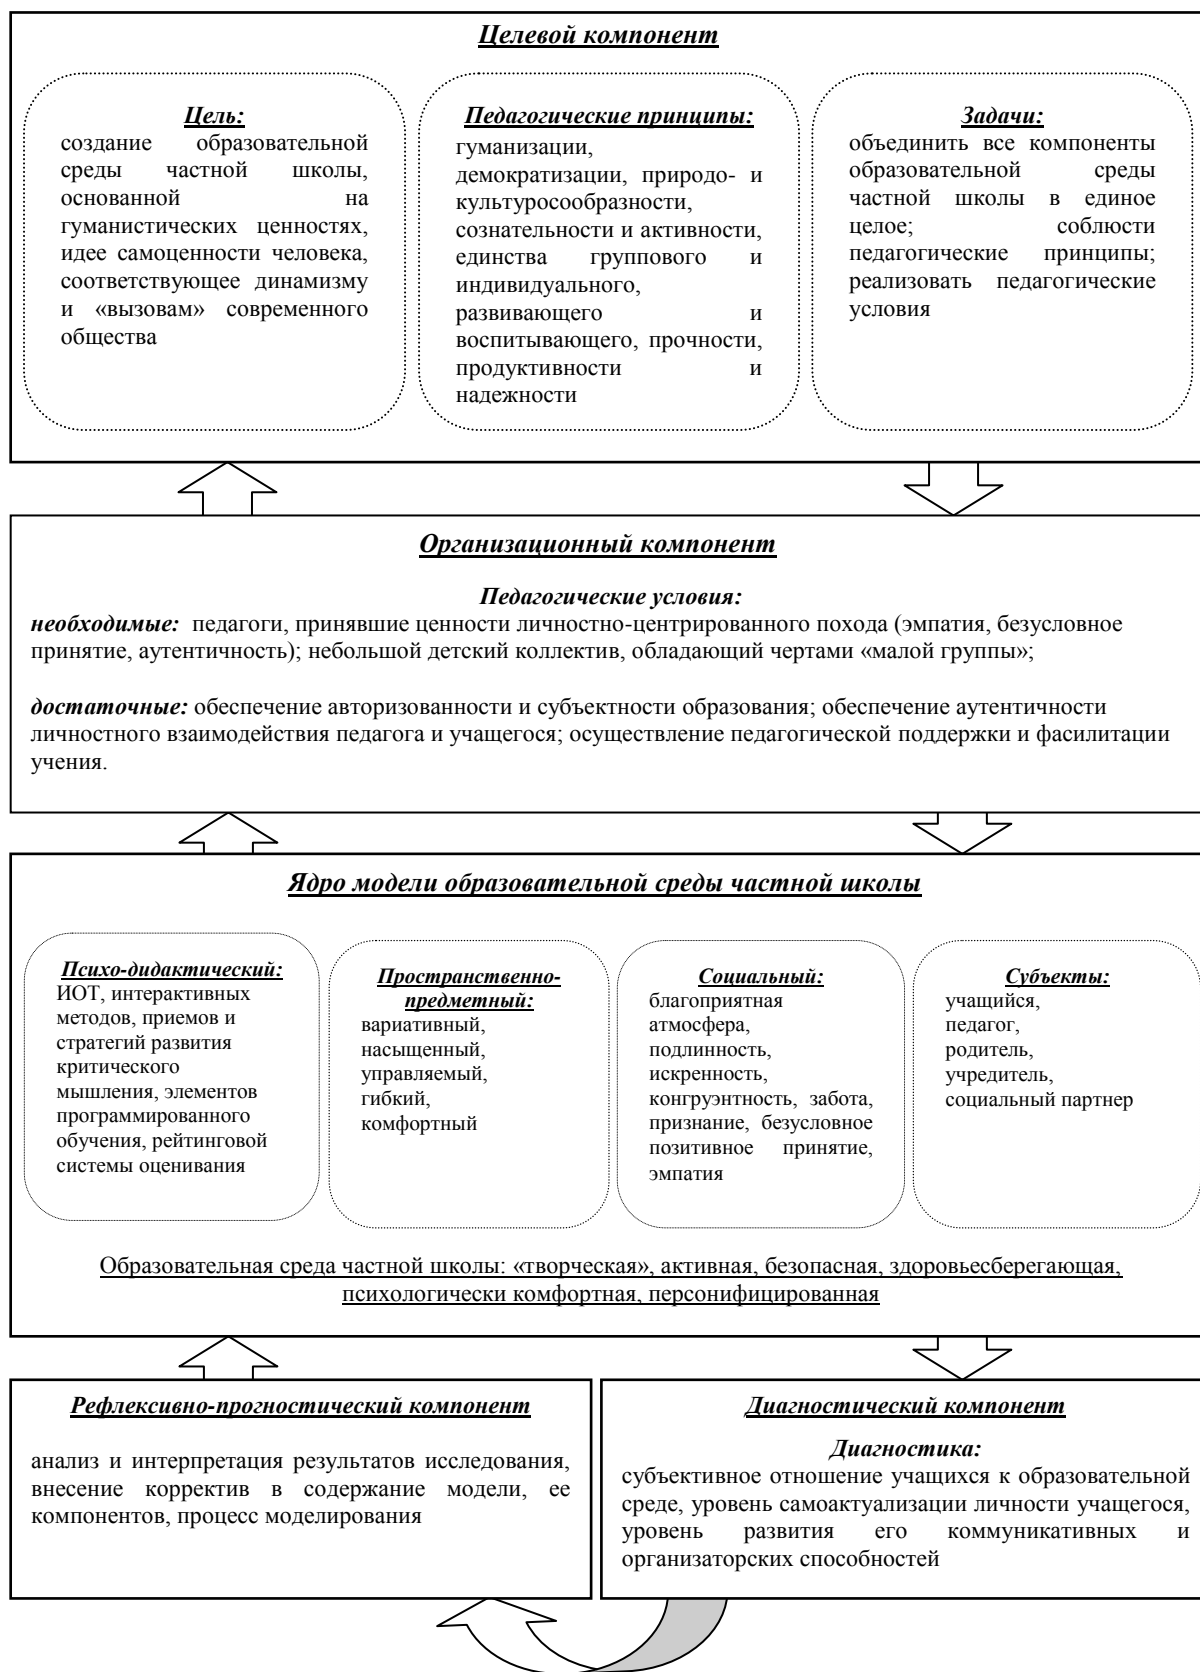 Целевой компонент
Цель:
создание образовательной
среды частной школы,
основанной на
гуманистических ценностях,
идее самоценности человека,
соответствующее динамизму
и «вызовам» современного
общества
Педагогические принципы:
гуманизации,
демократизации, природо- и
культуросообразности,
сознательности и активности,
единства группового и
индивидуального,
развивающего и
воспитывающего, прочности,
продуктивности и
надежности
Задачи:
объединить все компоненты
образовательной среды
частной школы в единое
целое; соблюсти
педагогические принципы;
реализовать педагогические
условия
Организационный компонент
Педагогические условия:
необходимые: педагоги, принявшие ценности личностно-центрированного похода (эмпатия, безусловное
принятие, аутентичность); небольшой детский коллектив, обладающий чертами «малой группы»;
достаточные: обеспечение авторизованности и субъектности образования; обеспечение аутентичности
личностного взаимодействия педагога и учащегося; осуществление педагогической поддержки и фасилитации
учения.
Ядро модели образовательной среды частной школы
Психо-дидактический:
ИОТ, интерактивных
методов, приемов и
стратегий развития
критического
мышления, элементов
программированного
обучения, рейтинговой
системы оценивания
Пространственно-
предметный:
вариативный,
насыщенный,
управляемый,
гибкий,
комфортный
Социальный:
благоприятная
атмосфера,
подлинность,
искренность,
конгруэнтность, забота,
признание, безусловное
позитивное принятие,
эмпатия
Субъекты:
учащийся,
педагог,
родитель,
учредитель,
социальный партнер
Образовательная среда частной школы: «творческая», активная, безопасная, здоровьесберегающая,
психологически комфортная, персонифицированная
Рефлексивно-прогностический компонент
анализ и интерпретация результатов исследования,
внесение корректив в содержание модели, ее
компонентов, процесс моделирования
Диагностический компонент
Диагностика:
субъективное отношение учащихся к образовательной
среде, уровень самоактуализации личности учащегося,
уровень развития его коммуникативных и
организаторских способностей